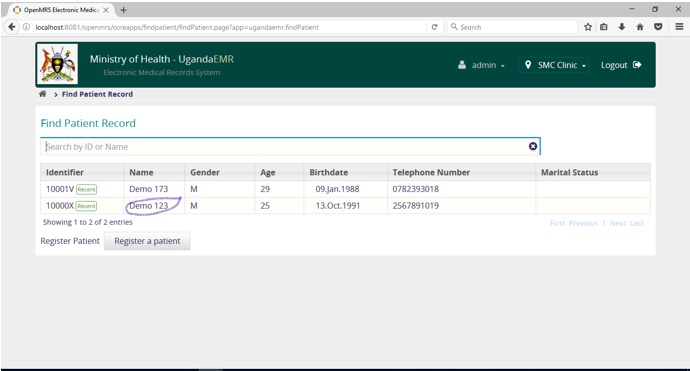 OpenMRS Electronic Medic
localhost:8081/openmrs/coreapps/findpatient/findPatient.page?app=ugandaemr.findPatient
Search
Ministry of Health - UgandaEMR
Electronic Medical Records System
admin
SMC Clinic
Logout
Find Patient Record
Find Patient Record
Search by ID or Name
Identifier Name Gender Age Birthdate Telephone Number Marital Status
10001V Recent Demo 173 M 29 09.Jan.1988 0782393018
10000X Recent Demo 123 M 25 13.Oct.1991 2567891019
Showing 1 to 2 of 2 entries
First Previous 1 Next Last
Register Patient Register a patient